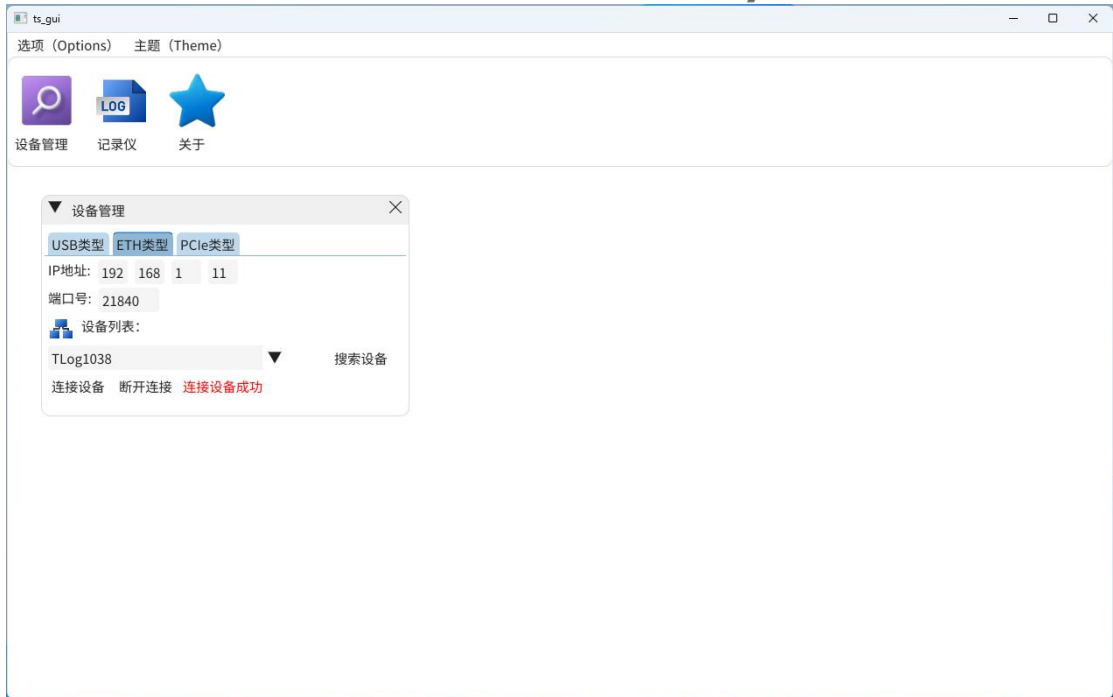 ts_gui
选项（Options） 主题（Theme）
LOG
设备管理 记录仪 关于
设备管理
USB类型 ETH类型 PCIe类型
IP地址: 192 168 1 11
端口号: 21840
设备列表:
TLog1038 搜索设备
连接设备 断开连接 连接设备成功